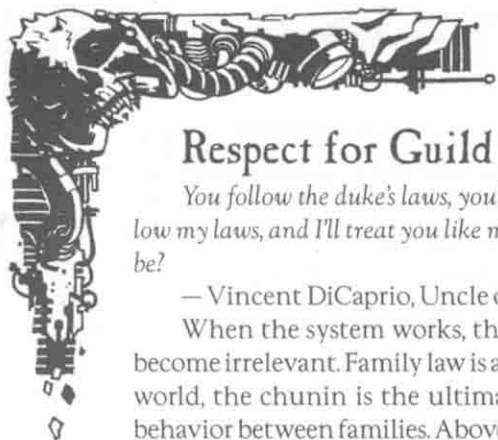 Respect for Guild
You follow the duke's laws, you
low my laws, and I'll treat you like
be?
— Vincent DiCaprio, Uncle
When the system works, th
become irrelevant. Family law is a
world, the chunin is the ultima
behavior between families. Above